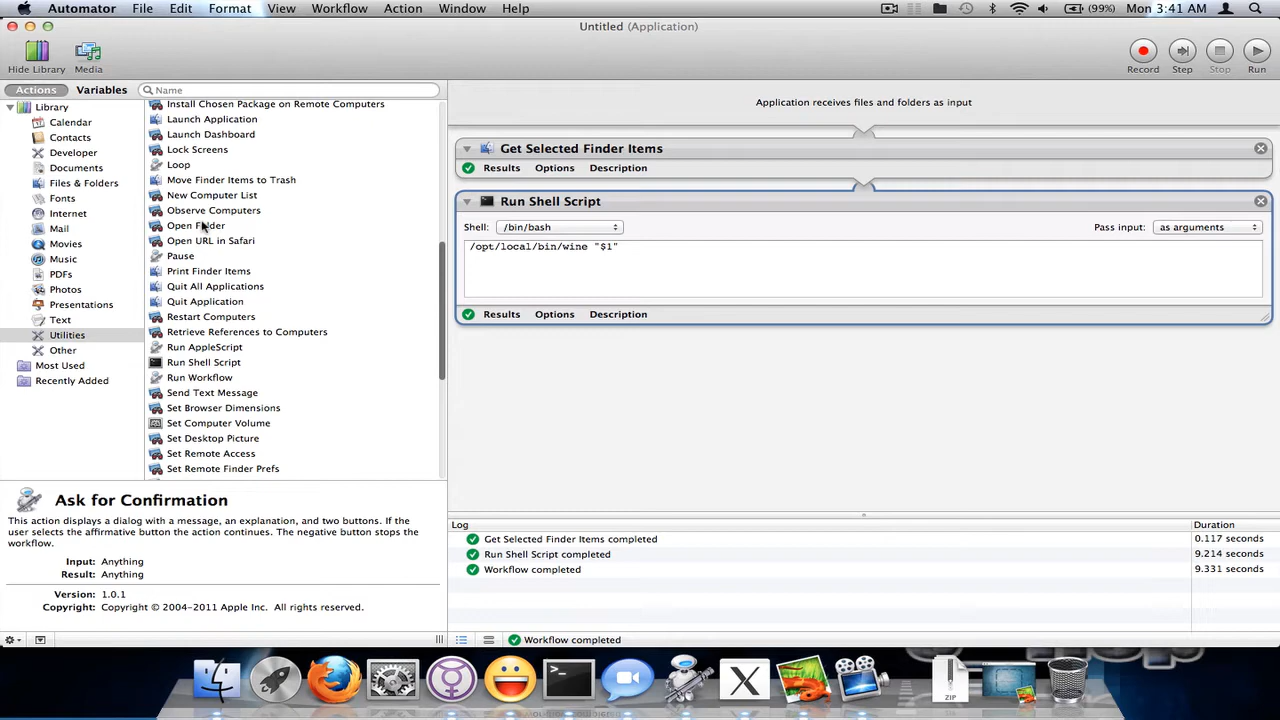 Automator File Edit Format View Workflow Action Window Help (99%) Mon 3:41 AM
Untitled (Application)
Hide Library Media Record Step Stop Run
Actions Variables Name
Library
Calendar
Contacts
Developer
Documents
Files & Folders
Fonts
Internet
Mail
Movies
Music
PDFs
Photos
Presentations
Text
Utilities
Other
Most Used
Recently Added
Install Chosen Package on Remote Computers
Launch Application
Launch Dashboard
Lock Screens
Loop
Move Finder Items to Trash
New Computer List
Observe Computers
Open Folder
Open URL in Safari
Pause
Print Finder Items
Quit All Applications
Quit Application
Restart Computers
Retrieve References to Computers
Run AppleScript
Run Shell Script
Run Workflow
Send Text Message
Set Browser Dimensions
Set Computer Volume
Set Desktop Picture
Set Remote Access
Set Remote Finder Prefs
Application receives files and folders as input
Get Selected Finder Items
Results Options Description
Run Shell Script
Shell: /bin/bash Pass input: as arguments
/opt/local/bin/wine "$1"
Results Options Description
Ask for Confirmation
This action displays a dialog with a message, an explanation, and two buttons. If the
user selects the affirmative button the action continues. The negative button stops the
workflow.
Input: Anything
Result: Anything
Version: 1.0.1
Copyright: Copyright © 2004-2011 Apple Inc. All rights reserved.
Log Duration
Get Selected Finder Items completed 0.117 seconds
Run Shell Script completed 9.214 seconds
Workflow completed 9.331 seconds
Workflow completed
X
ZIP